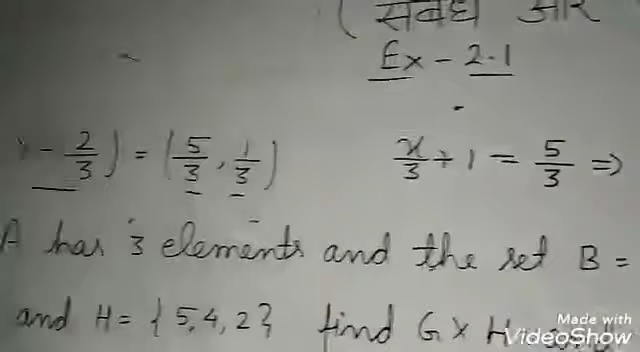 ( संबंध और
Ex - 2.1
- 2/3) = (5/3, 1/3) x/3 + 1 = 5/3 ⇒
A has 3 elements and the set B =
and H = {5, 4, 2} find G × H and
Made with
VideoShow